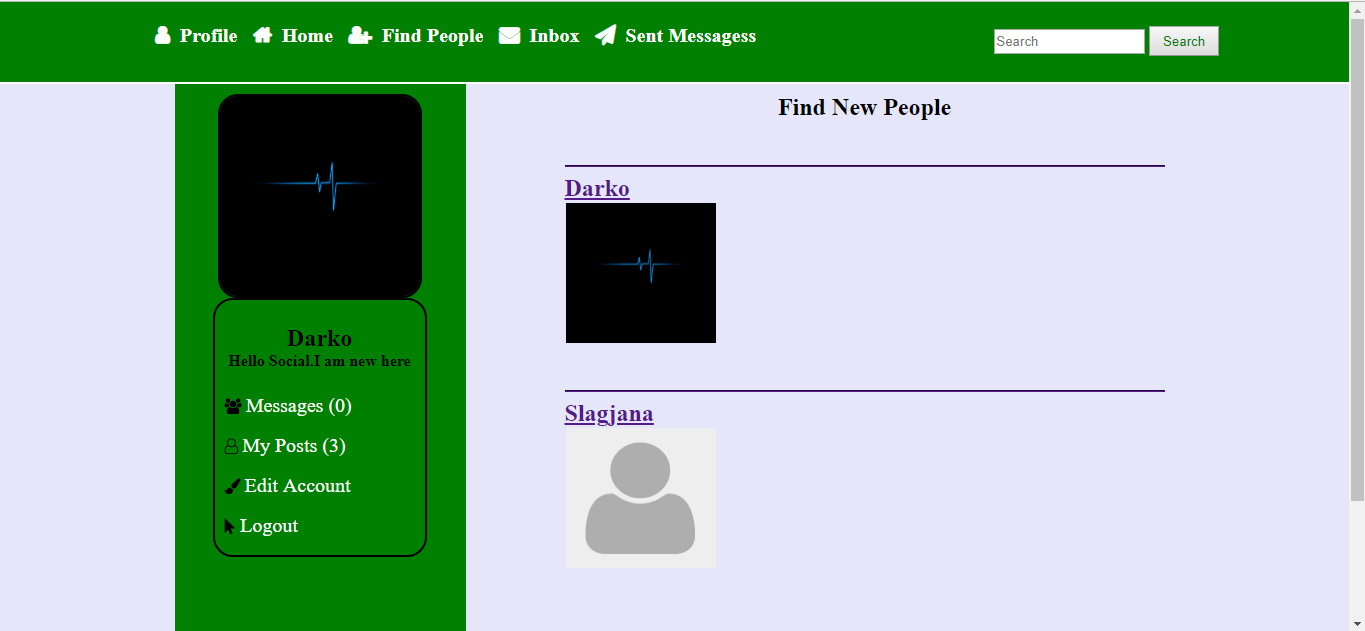 Profile Home Find People Inbox Sent Messagess Search Search
Find New People
Darko
Hello Social.I am new here
Messages (0)
My Posts (3)
Edit Account
Logout
Darko
Slagjana